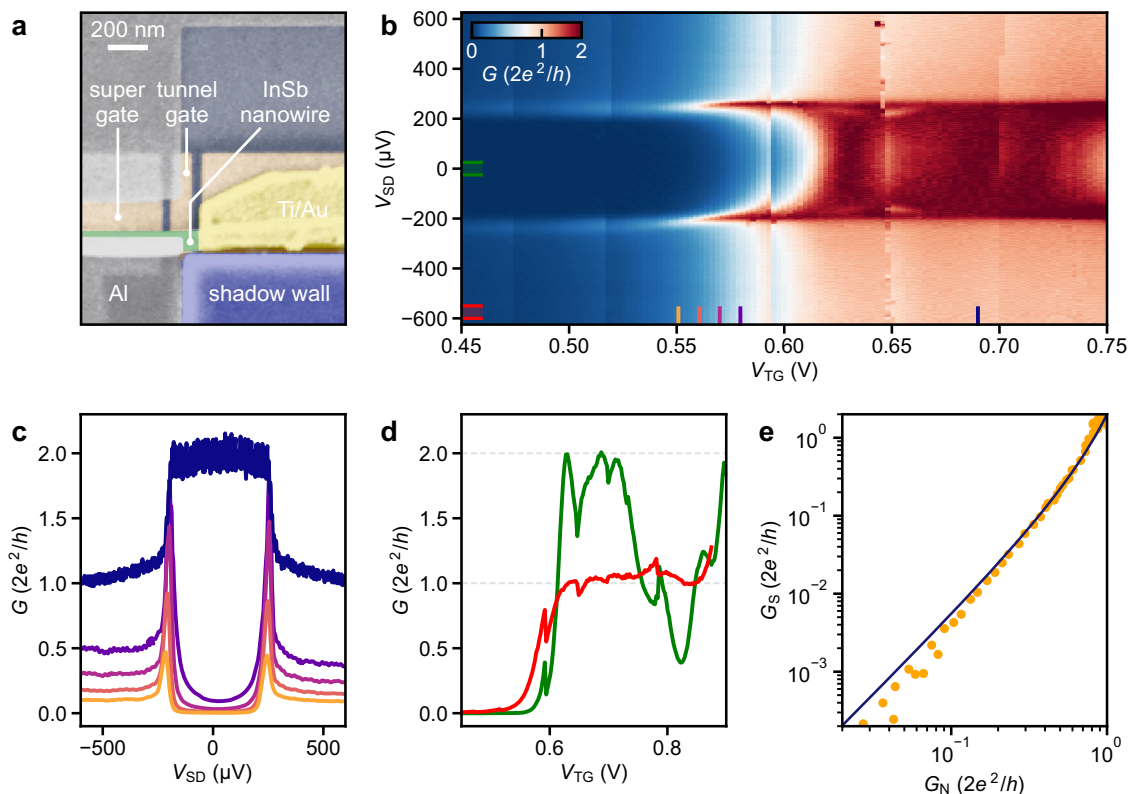 a
200 nm
super
gate
tunnel
gate
InSb
nanowire
Ti/Au
Al
shadow wall
b
600
400
200
0
−200
−400
−600
V_SD (µV)
0 1 2
G (2e²/h)
0.45 0.50 0.55 0.60 0.65 0.70 0.75
V_TG (V)
c
2.0
1.5
1.0
0.5
0.0
G (2e²/h)
−500 0 500
V_SD (µV)
d
2.0
1.5
1.0
0.5
0.0
G (2e²/h)
0.6 0.8
V_TG (V)
e
10⁰
10⁻¹
10⁻²
10⁻³
G_S (2e²/h)
10⁻¹ 10⁰
G_N (2e²/h)